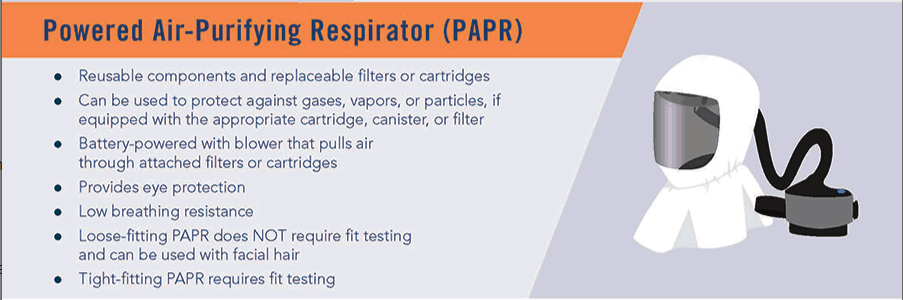 Powered Air-Purifying Respirator (PAPR)
• Reusable components and replaceable filters or cartridges
• Can be used to protect against gases, vapors, or particles, if
equipped with the appropriate cartridge, canister, or filter
• Battery-powered with blower that pulls air
through attached filters or cartridges
• Provides eye protection
• Low breathing resistance
• Loose-fitting PAPR does NOT require fit testing
and can be used with facial hair
• Tight-fitting PAPR requires fit testing